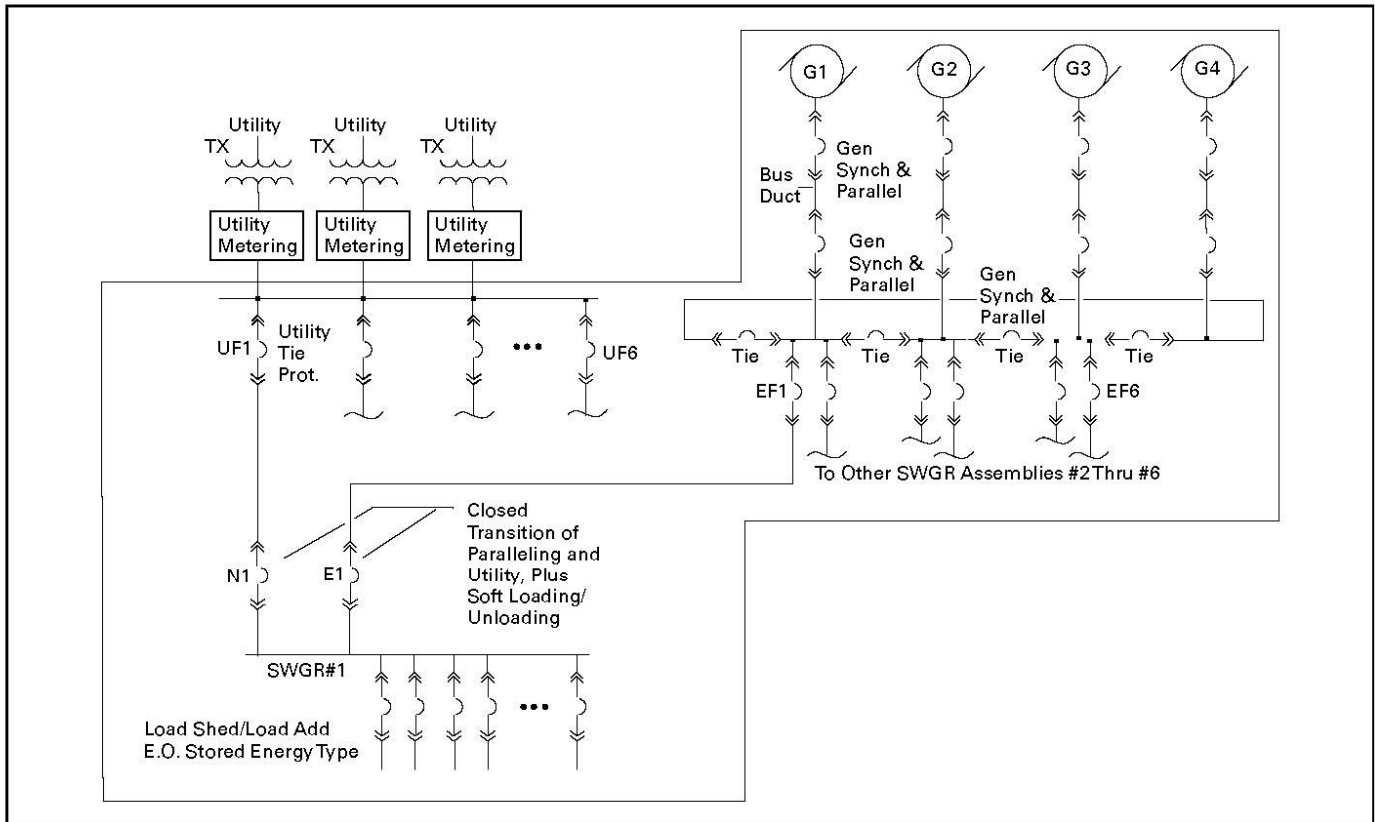 G1
G2
G3
G4
Utility
Utility
Utility
TX
TX
TX
Gen
Synch &
Parallel
Bus
Duct
Utility
Metering
Utility
Metering
Utility
Metering
Gen
Synch &
Parallel
Gen
Synch &
Parallel
UF1
Utility
Tie
Prot.
UF6
Tie
Tie
Tie
Tie
EF1
EF6
To Other SWGR Assemblies #2Thru #6
Closed
Transition of
Paralleling and
Utility, Plus
Soft Loading/
Unloading
N1
E1
SWGR#1
Load Shed/Load Add
E.O. Stored Energy Type